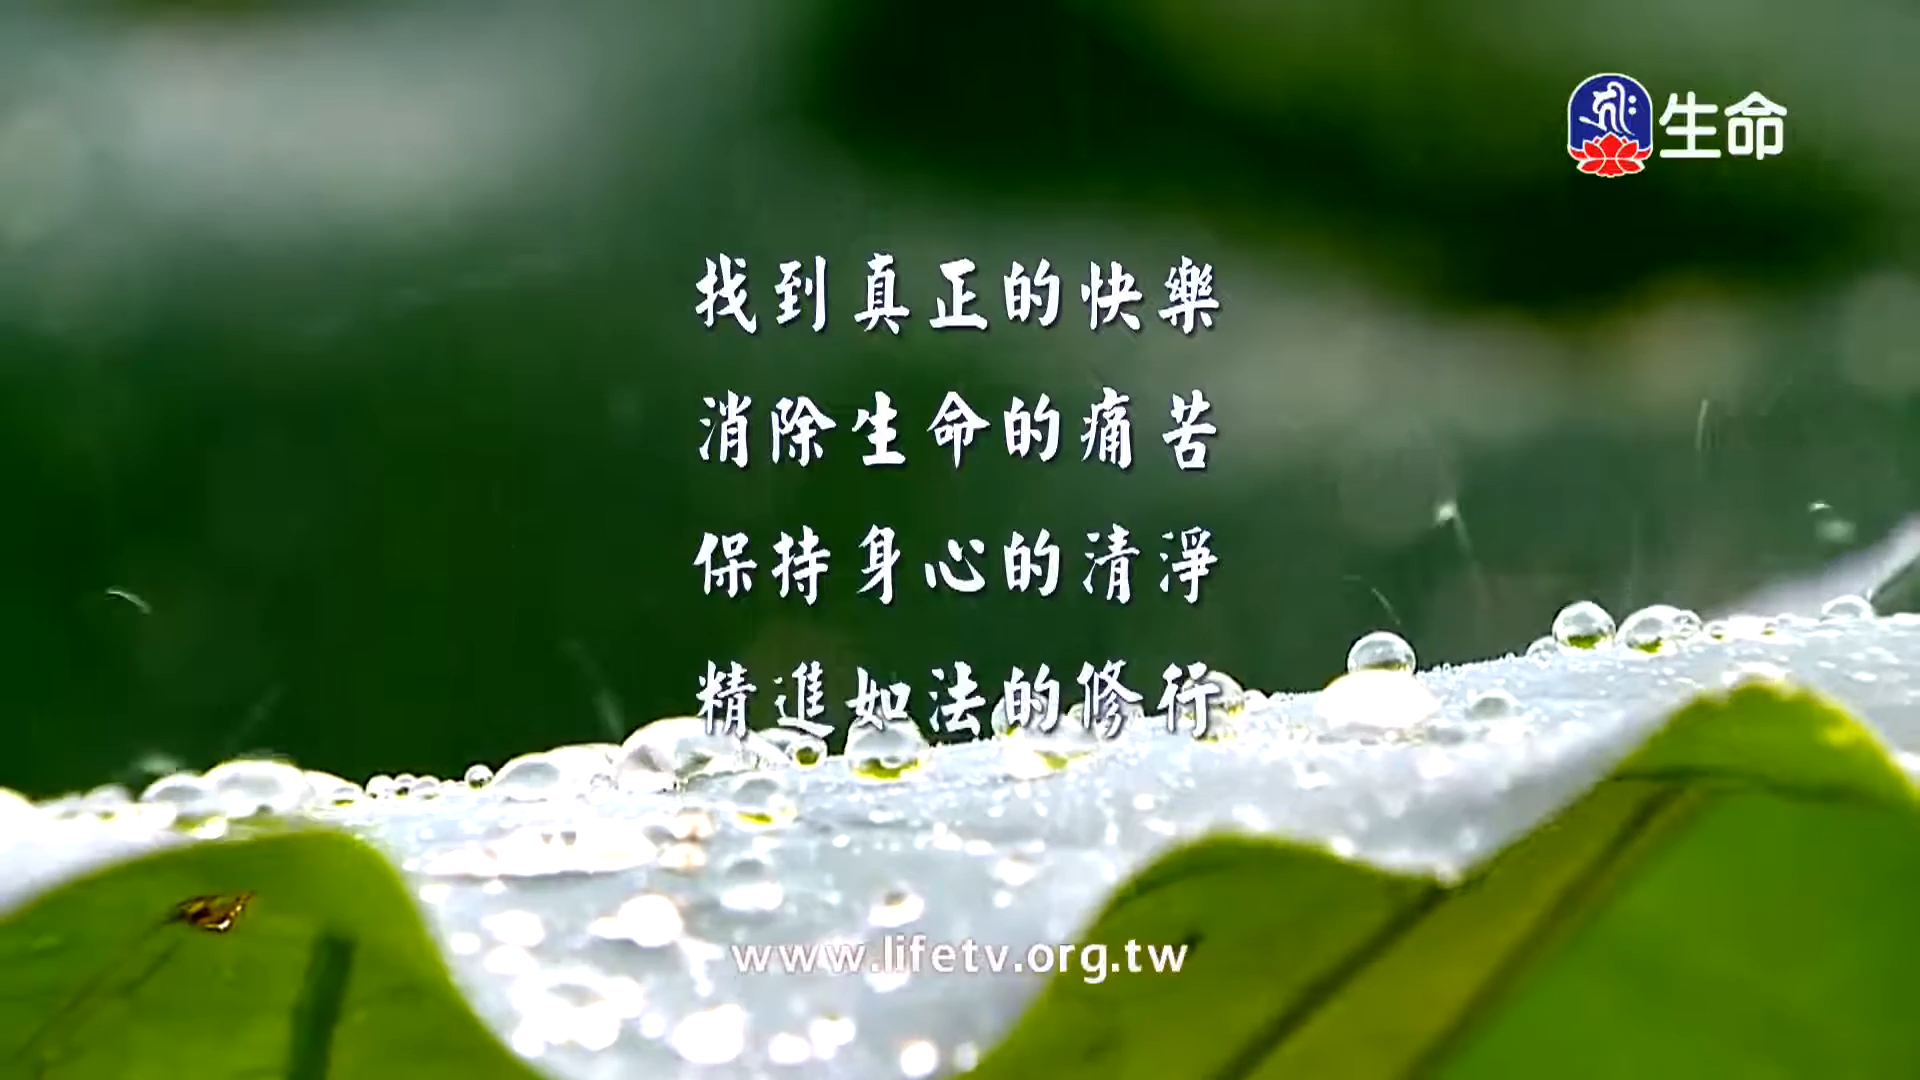 生命
找到真正的快樂
消除生命的痛苦
保持身心的清淨
精進如法的修行
www.lifetv.org.tw